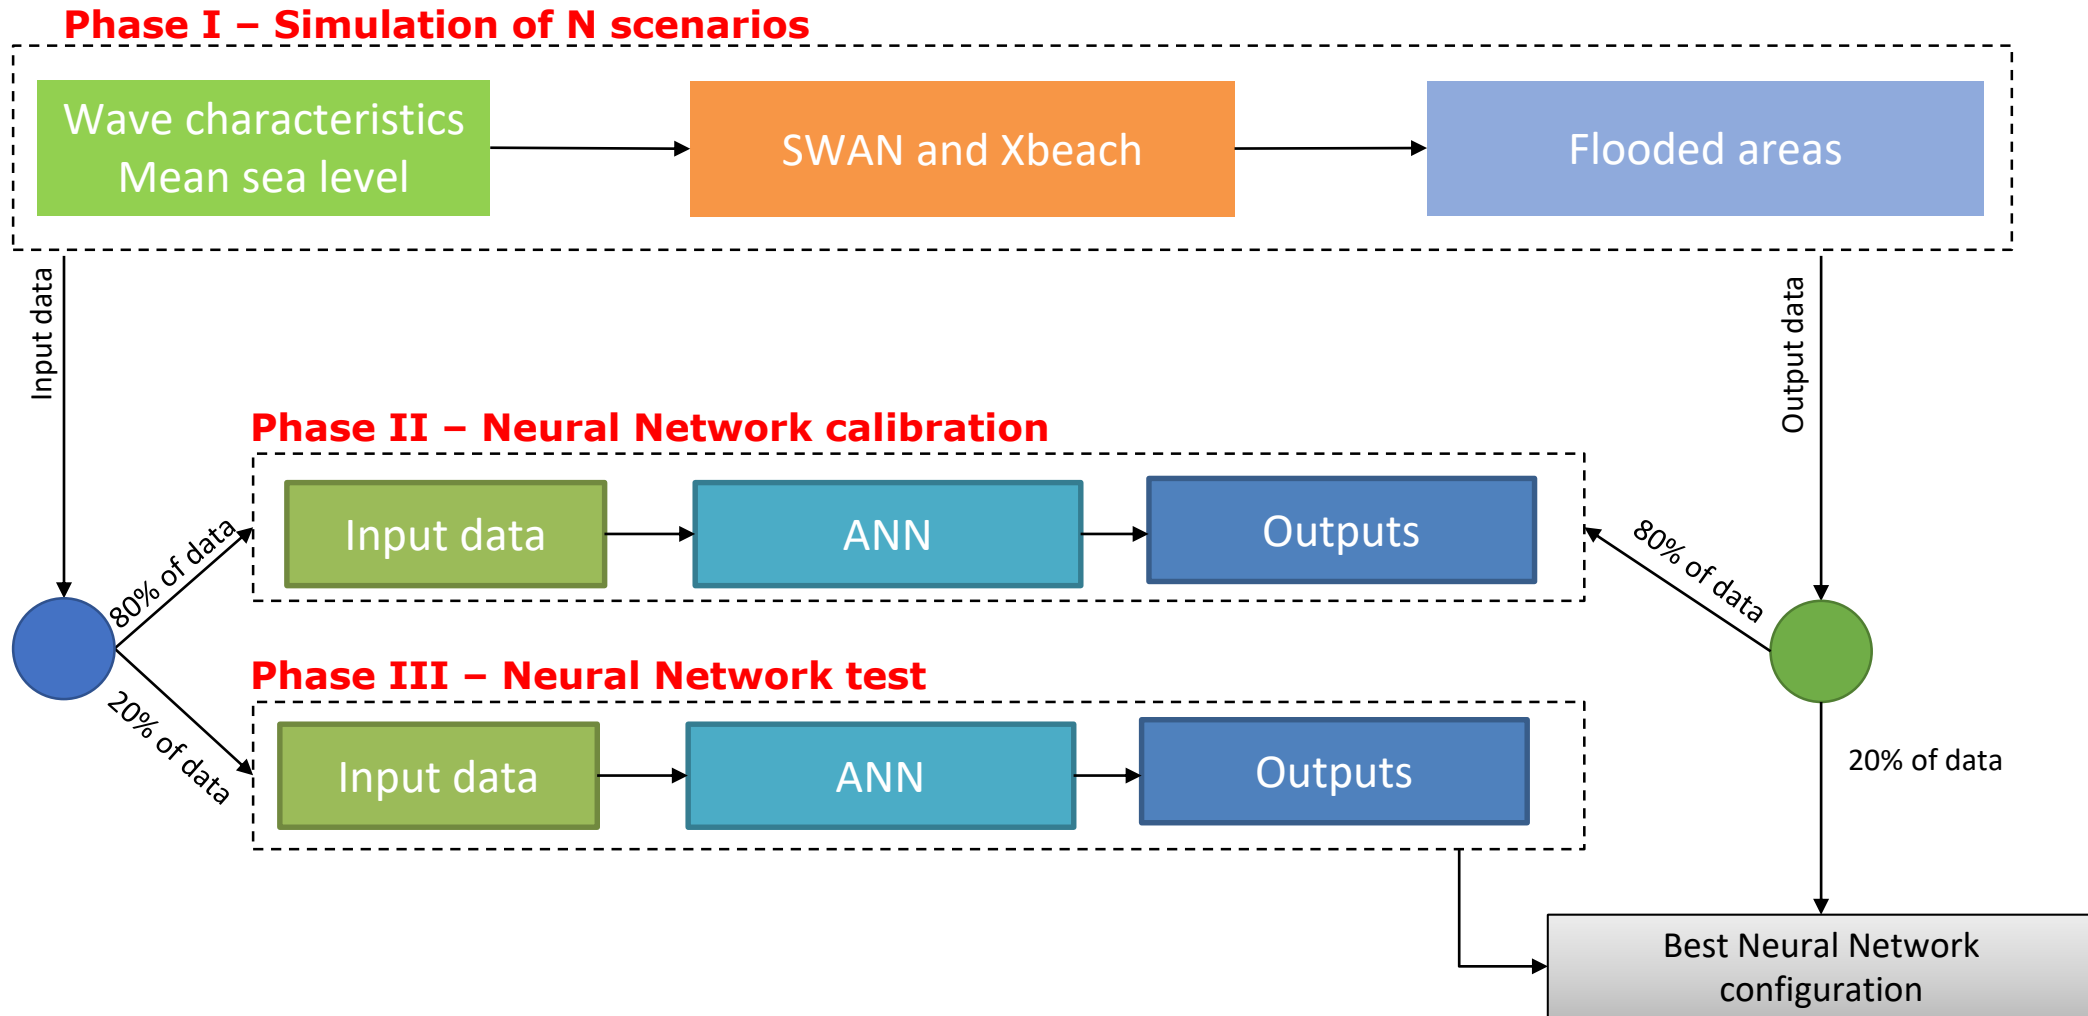 Phase I – Simulation of N scenarios
Wave characteristics
Mean sea level
SWAN and Xbeach
Flooded areas
Input data
Output data
Phase II – Neural Network calibration
Input data
ANN
Outputs
80% of data
80% of data
Phase III – Neural Network test
20% of data
Input data
ANN
Outputs
20% of data
Best Neural Network
configuration